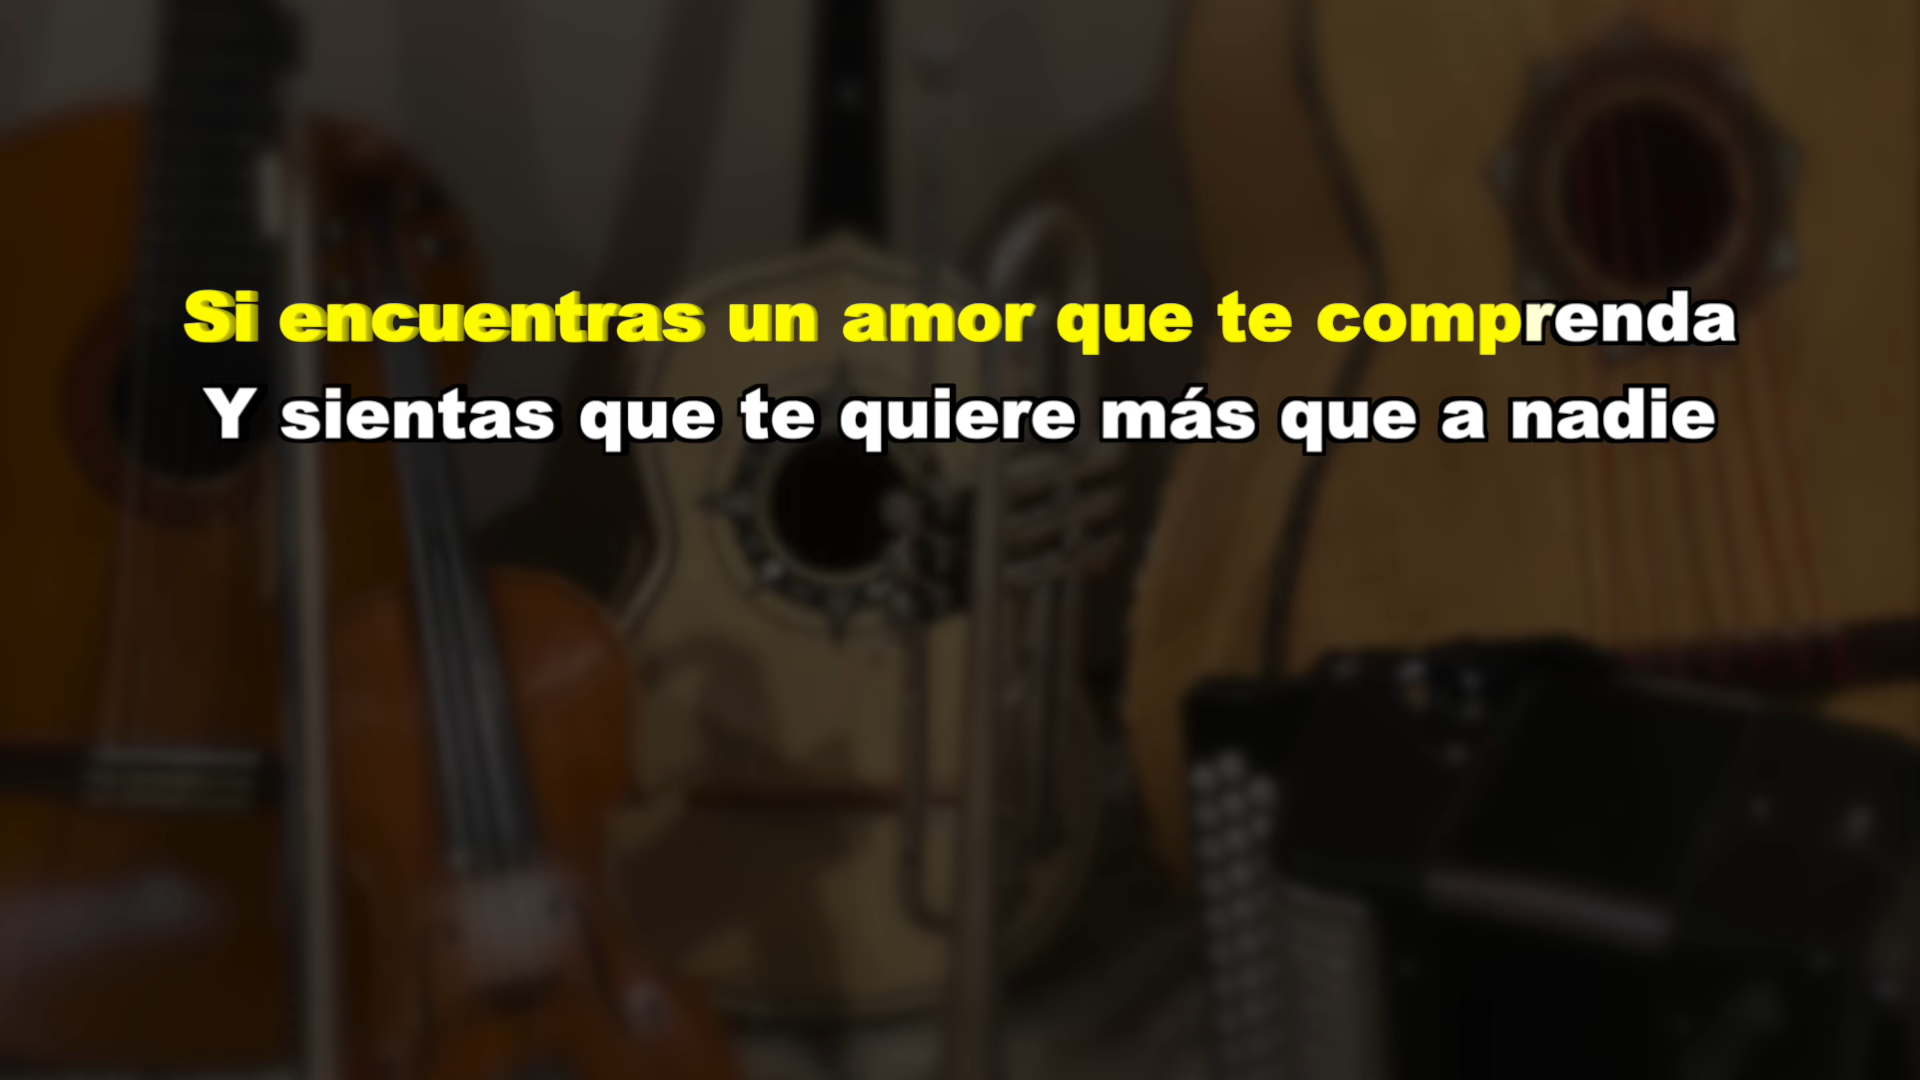 Si encuentras un amor que te comprenda
Y sientas que te quiere más que a nadie